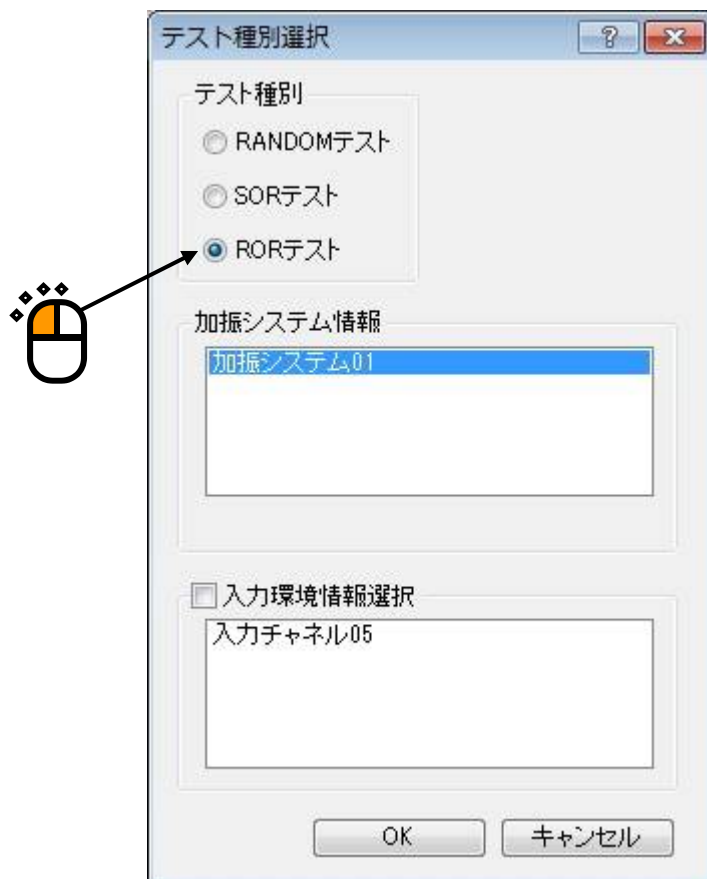 テスト種別選択
テスト種別
RANDOMテスト
SORテスト
RORテスト
加振システム情報
加振システム01
入力環境情報選択
入力チャネル05
OK
キャンセル